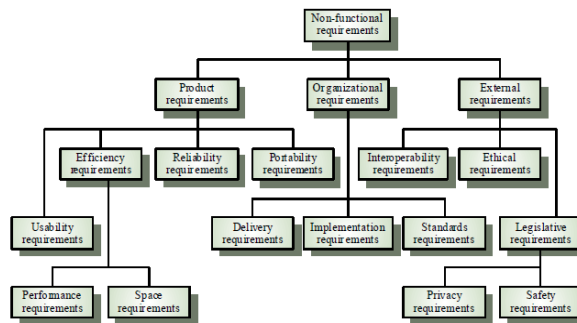 Non-functional
requirements
Product
requirements
Organizational
requirements
External
requirements
Efficiency
requirements
Reliability
requirements
Portability
requirements
Interoperability
requirements
Ethical
requirements
Usability
requirements
Delivery
requirements
Implementation
requirements
Standards
requirements
Legislative
requirements
Performance
requirements
Space
requirements
Privacy
requirements
Safety
requirements